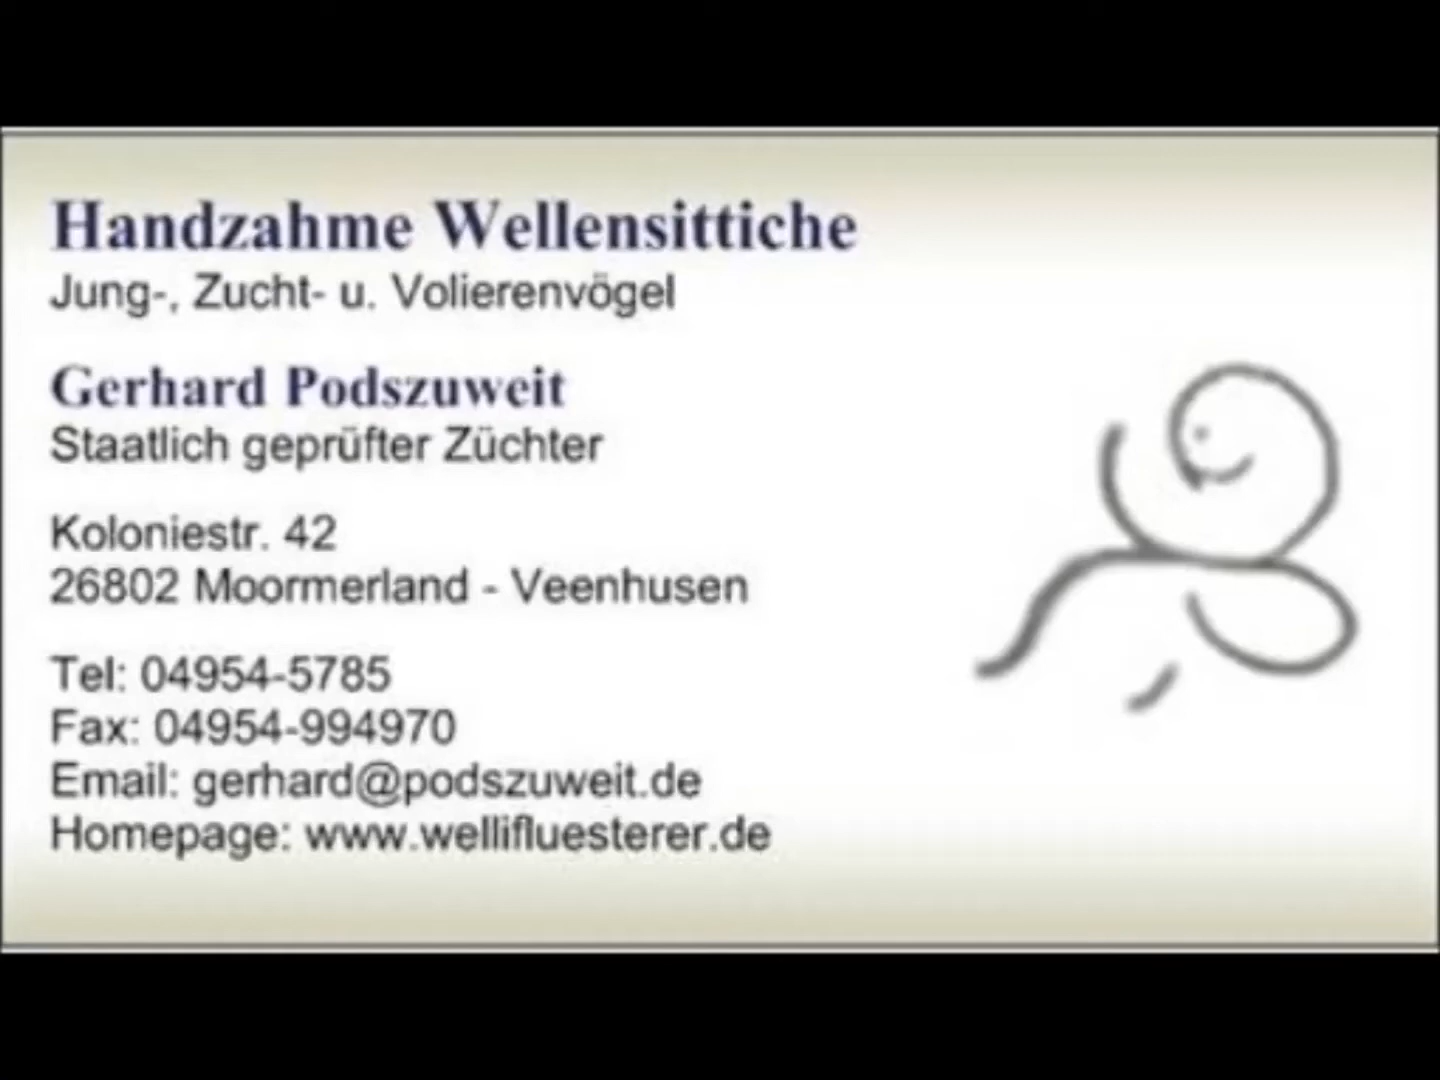 Handzahme Wellensittiche
Jung-, Zucht- u. Volierenvögel
Gerhard Podszuweit
Staatlich geprüfter Züchter
Koloniestr. 42
26802 Moormerland - Veenhusen
Tel: 04954-5785
Fax: 04954-994970
Email: gerhard@podszuweit.de
Homepage: www.wellifluesterer.de